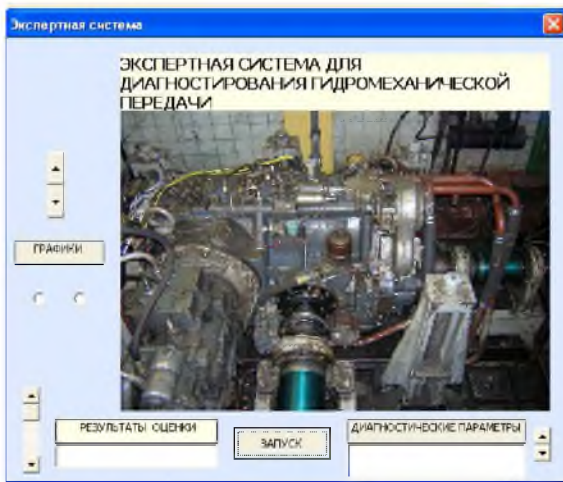 Экспертная система
ЭКСПЕРТНАЯ СИСТЕМА ДЛЯ
ДИАГНОСТИРОВАНИЯ ГИДРОМЕХАНИЧЕСКОЙ
ПЕРЕДАЧИ
ГРАФИКИ
РЕЗУЛЬТАТЫ ОЦЕНКИ
ЗАПУСК
ДИАГНОСТИЧЕСКИЕ ПАРАМЕТРЫ